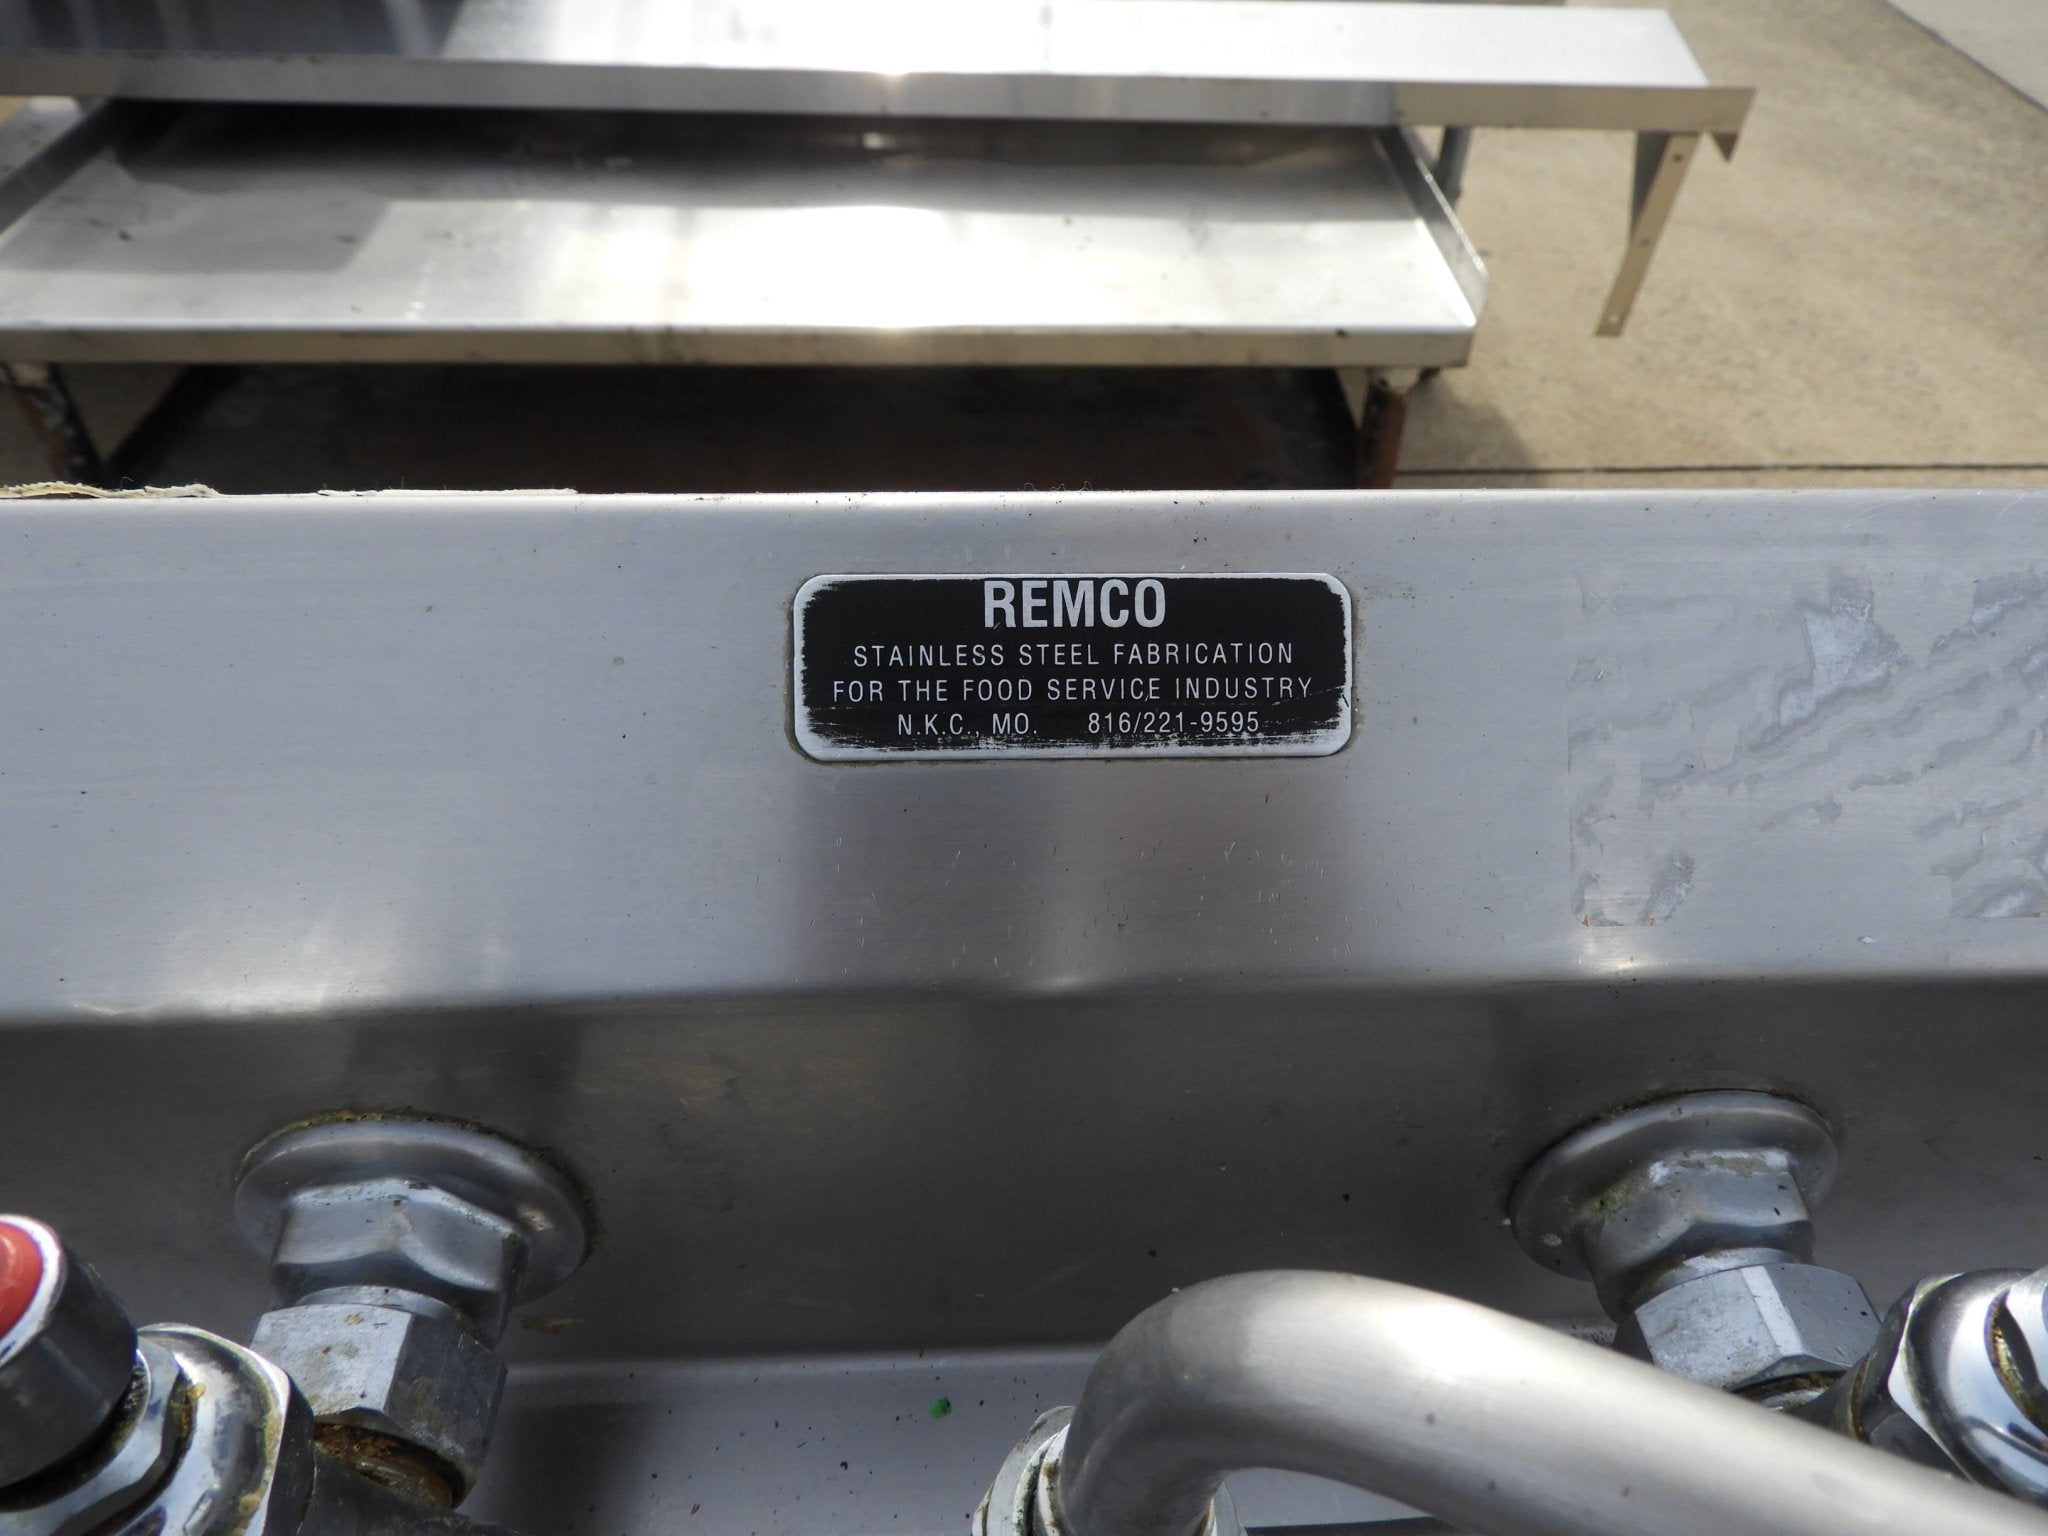 REMCO
STAINLESS STEEL FABRICATION
FOR THE FOOD SERVICE INDUSTRY
N.K.C., MO. 816/221-9595